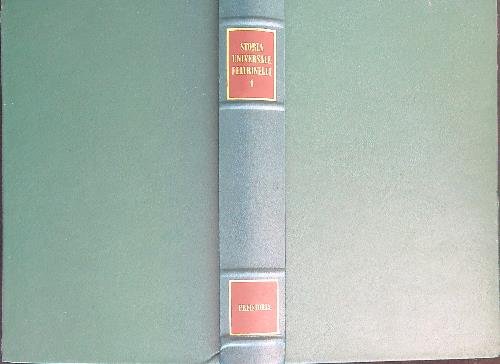 STORIA
UNIVERSALE
FELTRINELLI
1
PREISTORIA